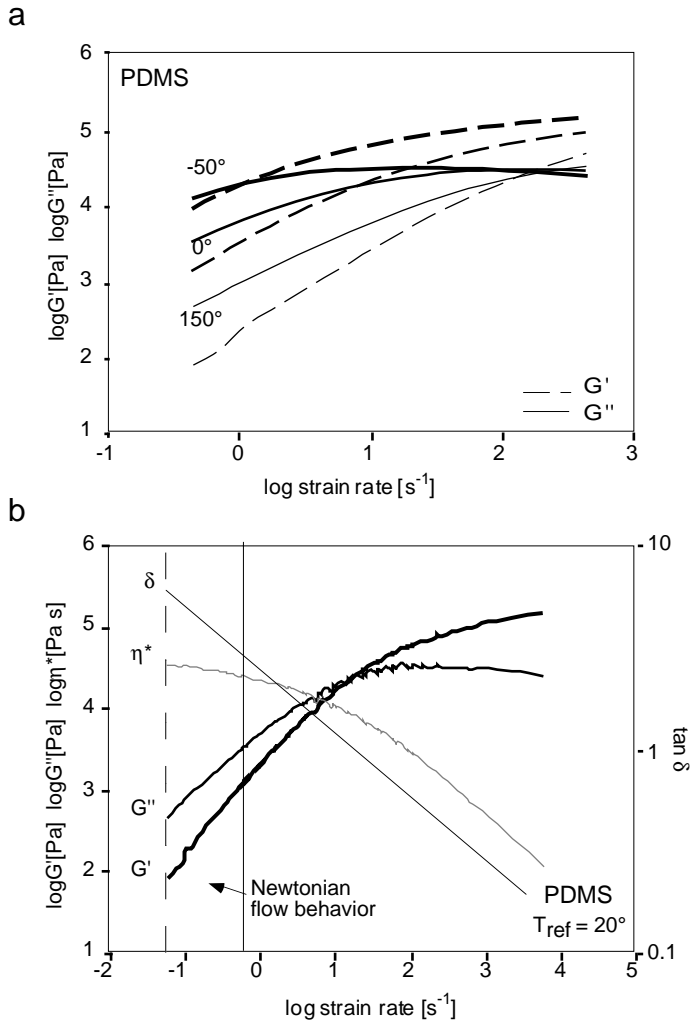 a
6
PDMS
5
-50°
4
0°
3
150°
2
1
logG'[Pa] logG''[Pa]
G'
G''
-1 0 1 2 3
log strain rate [s-1]
b
6
10
δ
η*
5
4
3
2
1
logG'[Pa] logG''[Pa] logη*[Pa s]
G''
G'
1
tan δ
0.1
Newtonian
flow behavior
PDMS
Tref = 20°
-2 -1 0 1 2 3 4 5
log strain rate [s-1]